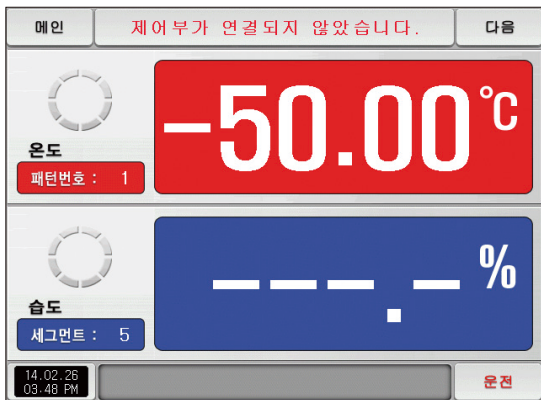 메인
제어부가 연결되지 않았습니다.
다음
-50.00 ℃
온도
패턴번호 : 1
---.- %
습도
세그먼트 : 5
14.02.26
03:48 PM
운전